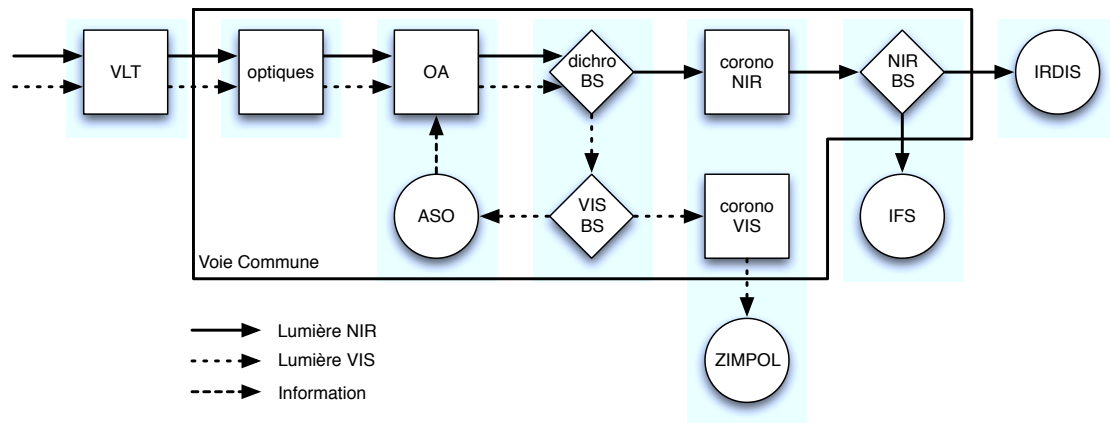 VLT
optiques
OA
dichro
BS
corono
NIR
NIR
BS
IRDIS
ASO
VIS
BS
corono
VIS
IFS
Voie Commune
ZIMPOL
Lumière NIR
Lumière VIS
Information